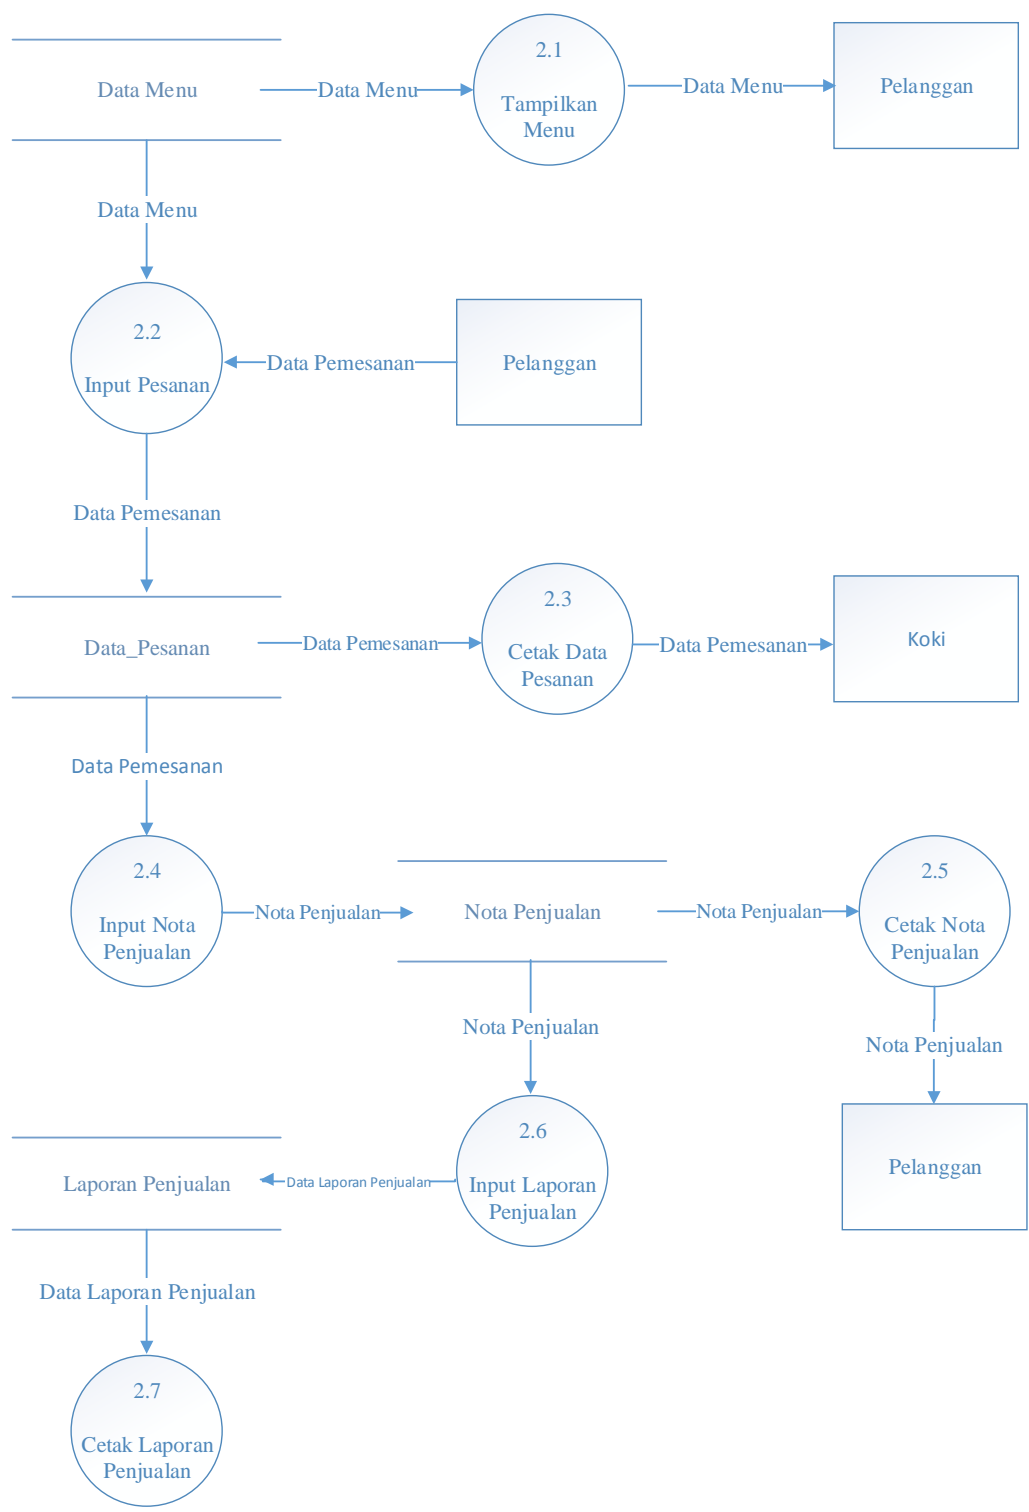 Data Menu
Data Menu
2.1
Tampilkan
Menu
Data Menu
Pelanggan
Data Menu
2.2
Input Pesanan
Data Pemesanan
Pelanggan
Data Pemesanan
Data_Pesanan
Data Pemesanan
2.3
Cetak Data
Pesanan
Data Pemesanan
Koki
Data Pemesanan
2.4
Input Nota
Penjualan
Nota Penjualan
Nota Penjualan
Nota Penjualan
2.5
Cetak Nota
Penjualan
Nota Penjualan
Nota Penjualan
Pelanggan
2.6
Input Laporan
Penjualan
Data Laporan Penjualan
Laporan Penjualan
Data Laporan Penjualan
2.7
Cetak Laporan
Penjualan